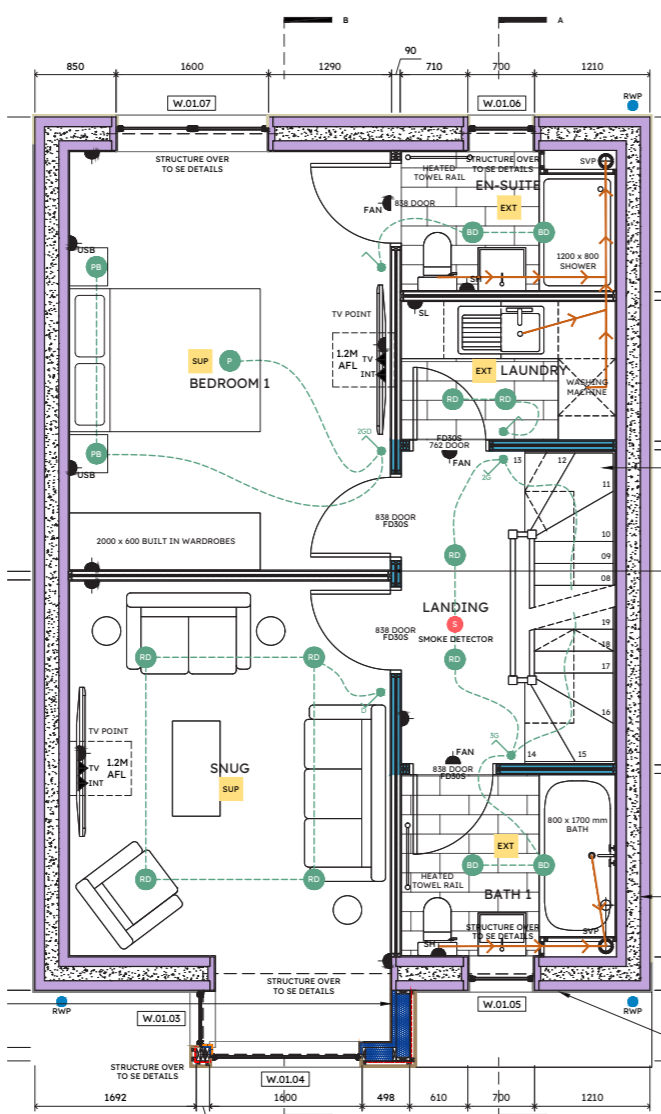 B
A
90
850
1600
1290
710
700
1210
W.01.07
W.01.06
RWP
STRUCTURE OVER
TO SE DETAILS
HEATED
TOWEL RAIL
STRUCTURE OVER
TO SE DETAILS
SVP
EN-SUITE
FAN
838 DOOR
EXT
BD
BD
USB
PB
1200 x 800
SHOWER
SH
TV POINT
SL
1.2M
AFL
TV
INT
SUP
P
BEDROOM 1
EXT
LAUNDRY
WASHING
MACHINE
RD
RD
2GD
PB
USB
FD30S
762 DOOR
FAN
2G
13
12
11
10
09
08
19
18
17
16
15
14
838 DOOR
FD30S
2000 x 600 BUILT IN WARDROBES
RD
LANDING
S
SMOKE DETECTOR
838 DOOR
FD30S
RD
RD
RD
D
TV POINT
1.2M
AFL
TV
INT
SNUG
SUP
3G
FAN
838 DOOR
FD30S
800 x 1700 mm
BATH
EXT
BD
BD
RD
RD
HEATED
TOWEL RAIL
BATH 1
STRUCTURE OVER
TO SE DETAILS
SVP
SH
STRUCTURE OVER
TO SE DETAILS
RWP
W.01.03
W.01.05
RWP
W.01.04
STRUCTURE OVER
TO SE DETAILS
1692
1600
498
610
700
1210